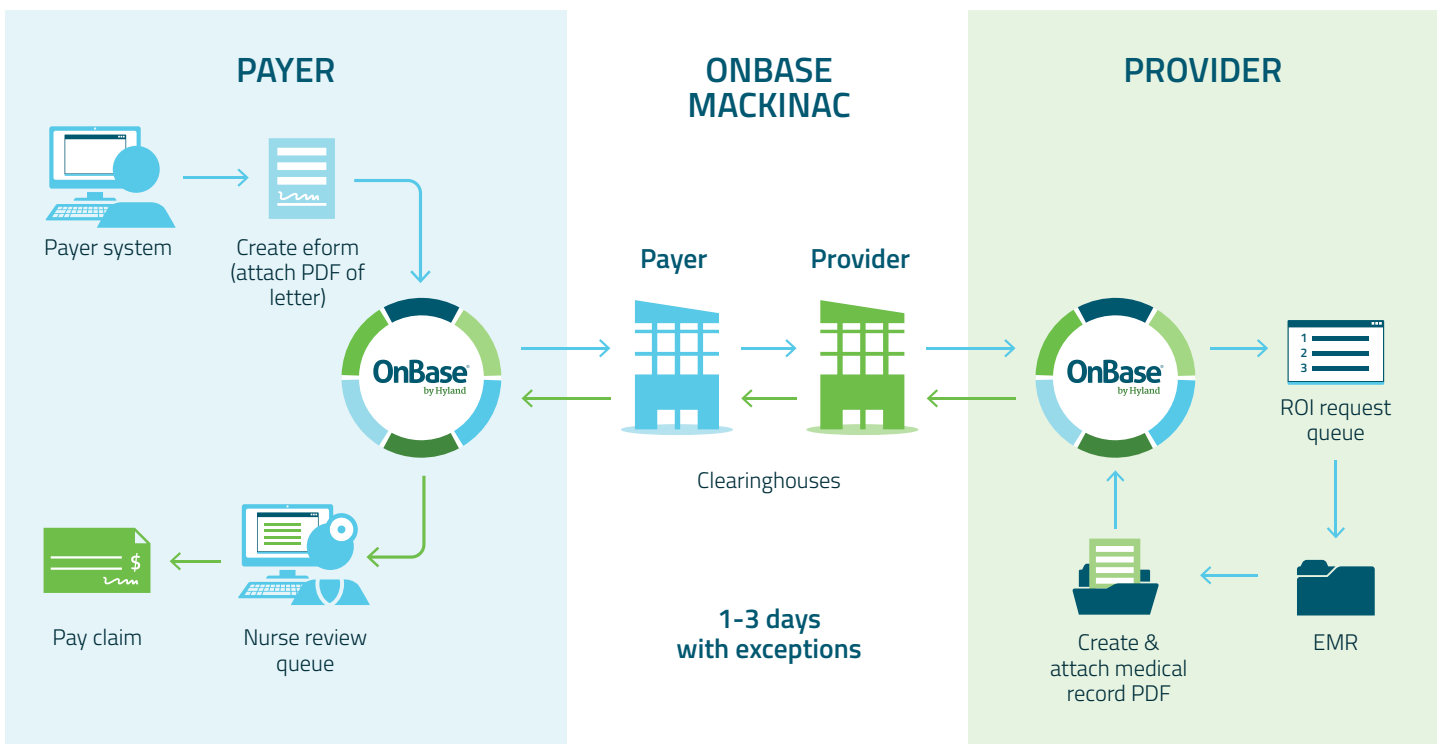 PAYER
Payer system
Create eform
(attach PDF of
letter)
OnBase®
by Hyland
$
Pay claim
Nurse review
queue
ONBASE
MACKINAC
Payer
Provider
Clearinghouses
1-3 days
with exceptions
PROVIDER
OnBase®
by Hyland
1
2
3
ROI request
queue
EMR
Create &
attach medical
record PDF